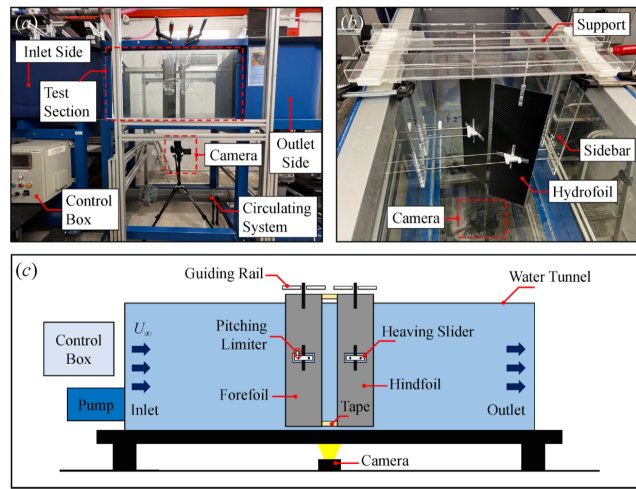 (a)
Inlet Side
Test
Section
Camera
Outlet
Side
Control
Box
Circulating
System
(b)
Support
Sidebar
Hydrofoil
Camera
(c)
Guiding Rail
Water Tunnel
Control
Box
U∞
Pitching
Limiter
Heaving Slider
Forefoil
Hindfoil
Pump
Inlet
Tape
Outlet
Camera